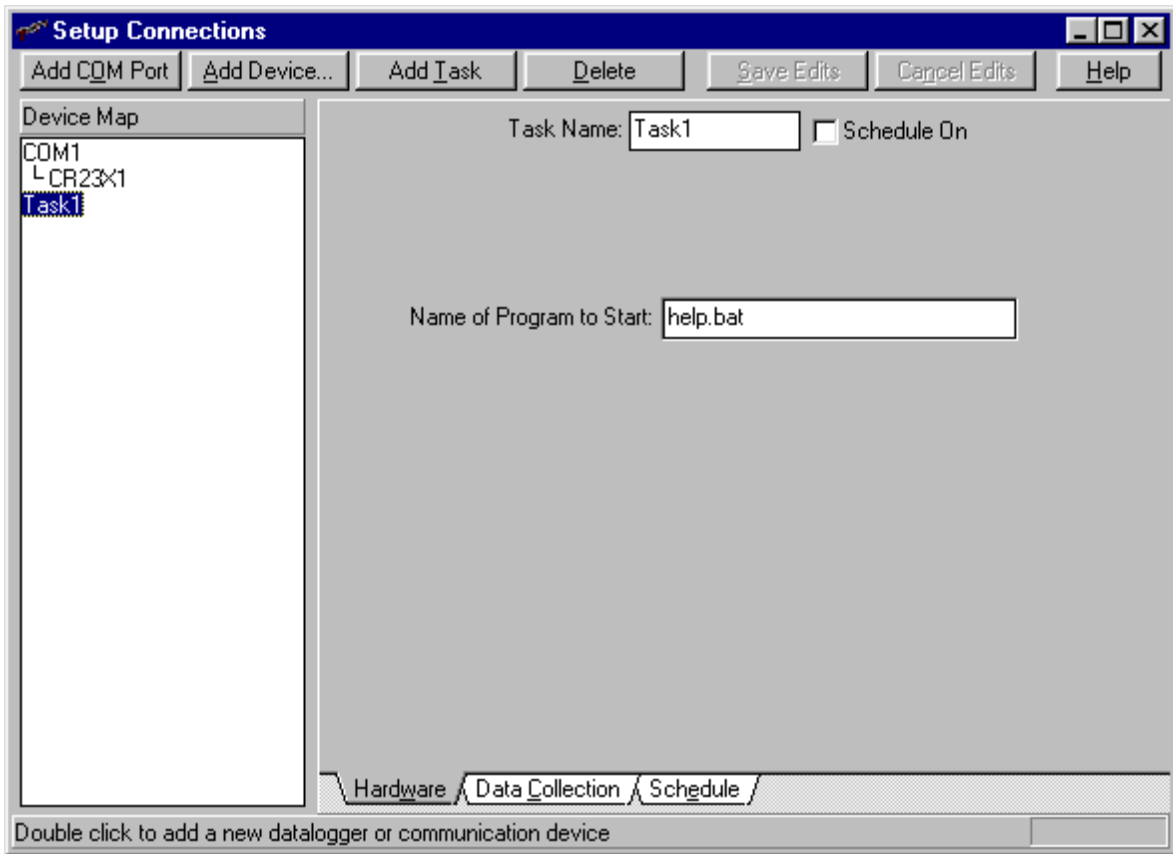 Setup Connections
Add COM Port Add Device... Add Task Delete Save Edits Cancel Edits Help
Device Map
COM1
CR23X1
Task1
Task Name: Task1 Schedule On
Name of Program to Start: help.bat
Hardware Data Collection Schedule
Double click to add a new datalogger or communication device